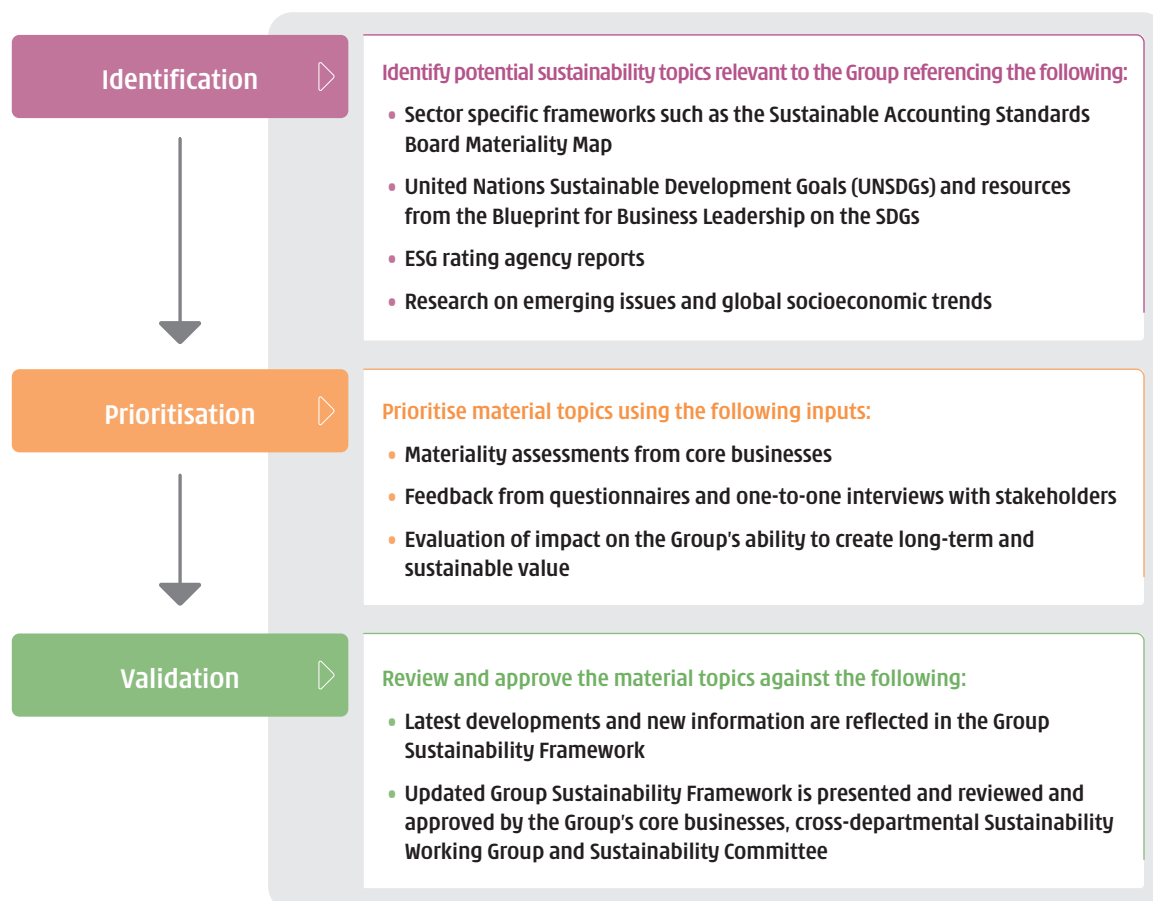 Identification
Identify potential sustainability topics relevant to the Group referencing the following:
• Sector specific frameworks such as the Sustainable Accounting Standards
Board Materiality Map
• United Nations Sustainable Development Goals (UNSDGs) and resources
from the Blueprint for Business Leadership on the SDGs
• ESG rating agency reports
• Research on emerging issues and global socioeconomic trends
Prioritisation
Prioritise material topics using the following inputs:
• Materiality assessments from core businesses
• Feedback from questionnaires and one-to-one interviews with stakeholders
• Evaluation of impact on the Group's ability to create long-term and
sustainable value
Validation
Review and approve the material topics against the following:
• Latest developments and new information are reflected in the Group
Sustainability Framework
• Updated Group Sustainability Framework is presented and reviewed and
approved by the Group's core businesses, cross-departmental Sustainability
Working Group and Sustainability Committee